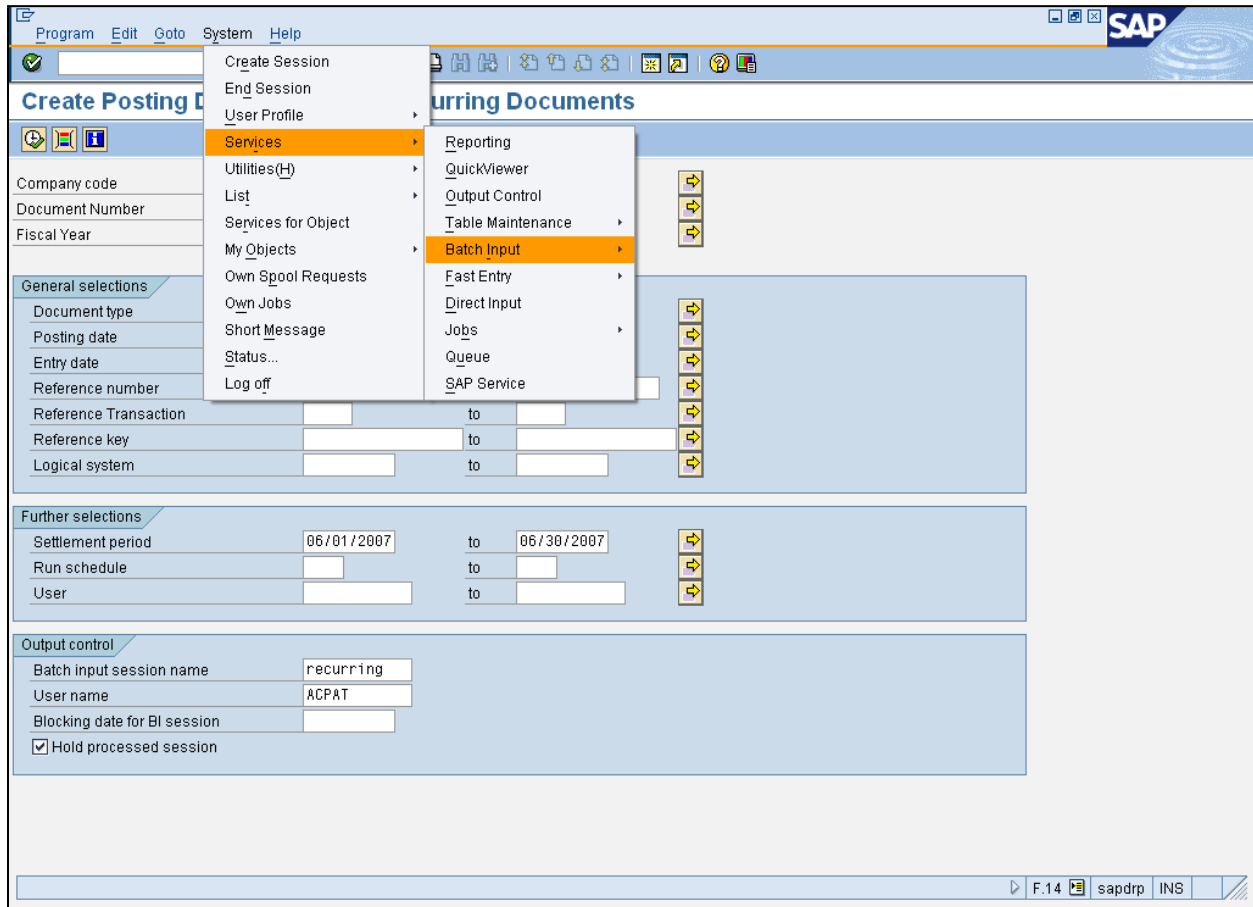 Program Edit Goto System Help
SAP
Create Posting D
urring Documents
Create Session
End Session
User Profile
Services
Utilities(H)
List
Services for Object
My Objects
Own Spool Requests
Own Jobs
Short Message
Status...
Log off
Reporting
QuickViewer
Output Control
Table Maintenance
Batch Input
Fast Entry
Direct Input
Jobs
Queue
SAP Service
Company code
Document Number
Fiscal Year
General selections
Document type
Posting date
Entry date
Reference number
Reference Transaction to
Reference key to
Logical system to
Further selections
Settlement period 06/01/2007 to 06/30/2007
Run schedule to
User to
Output control
Batch input session name recurring
User name ACPAT
Blocking date for BI session
Hold processed session
F.14 sapdrp INS